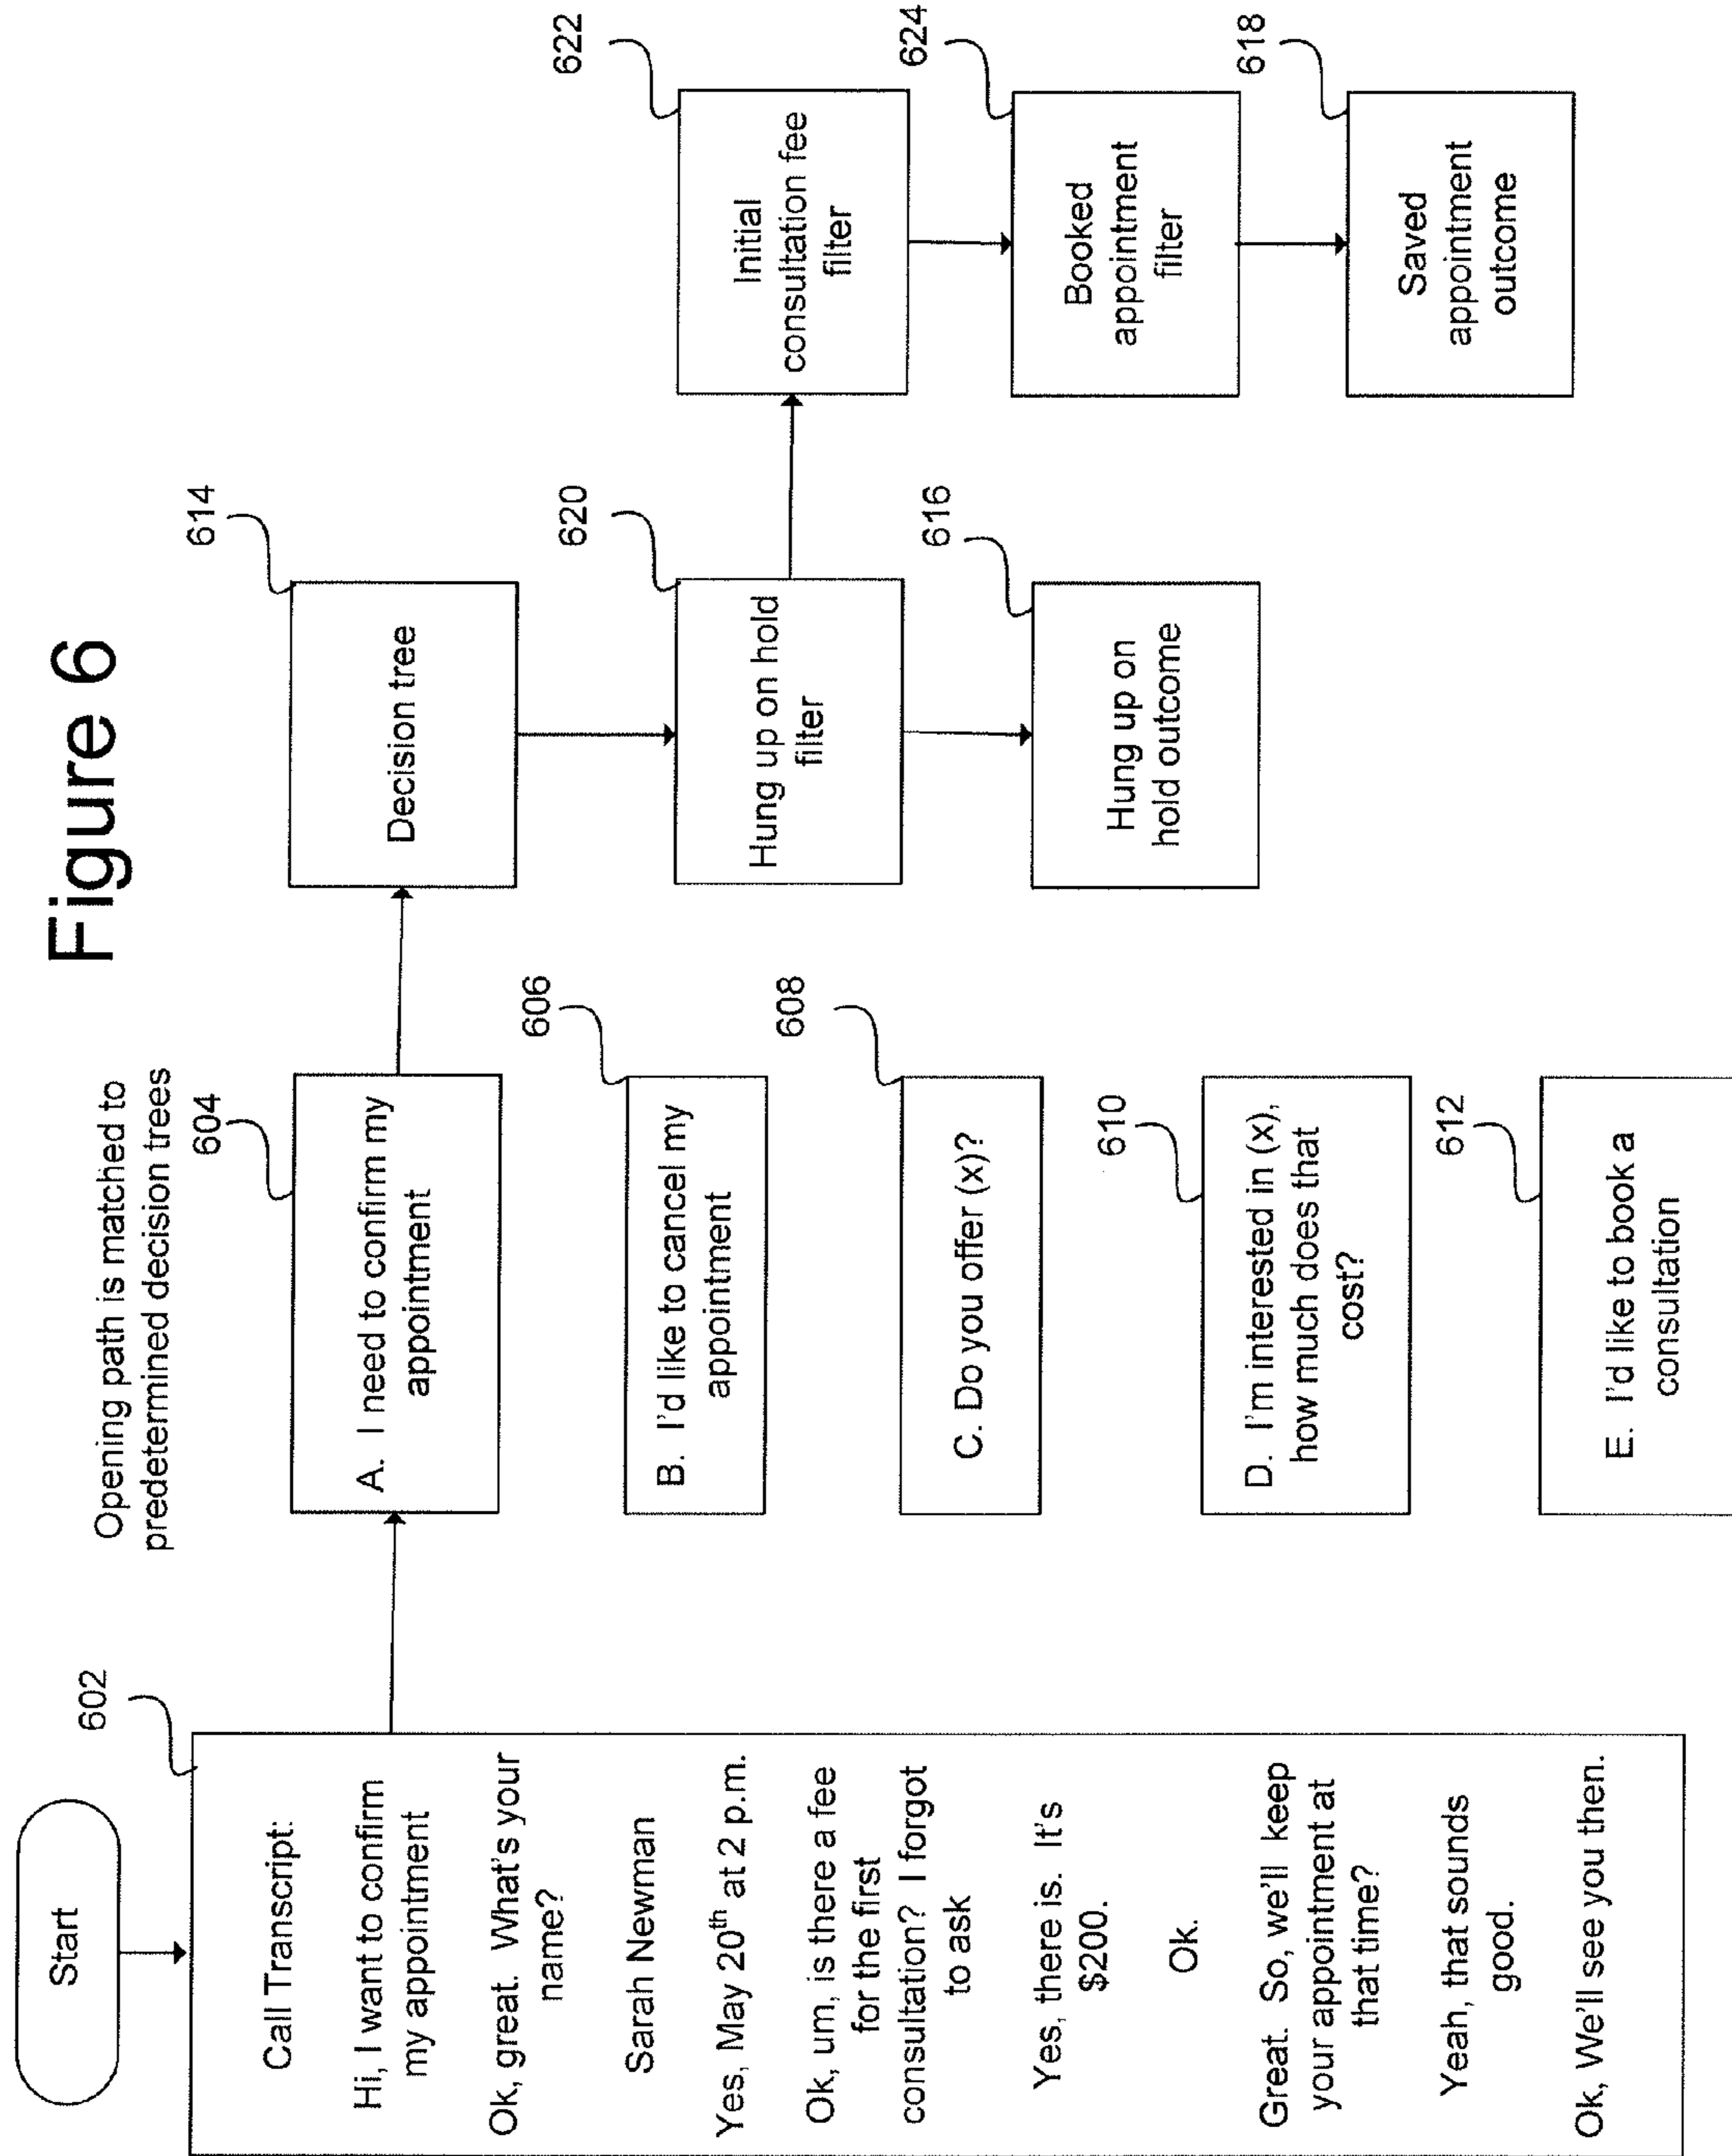 Figure 6
Start
602
Call Transcript:
Hi, I want to confirm
my appointment
Ok, great.  What's your
name?
Sarah Newman
Yes, May 20th at 2 p.m.
Ok, um, is there a fee
for the first
consultation?  I forgot
to ask
Yes, there is.  It's
$200.
Ok.
Great.  So, we'll keep
your appointment at
that time?
Yeah, that sounds
good.
Ok, We'll see you then.
Opening path is matched to
predetermined decision trees
604
A.  I need to confirm my
appointment
606
B.  I'd like to cancel my
appointment
608
C. Do you offer (x)?
610
D.  I'm interested in (x),
how much does that
cost?
612
E.  I'd like to book a
consultation
614
Decision tree
620
Hung up on hold
filter
616
Hung up on
hold outcome
622
Initial
consultation fee
filter
624
Booked
appointment
filter
618
Saved
appointment
outcome